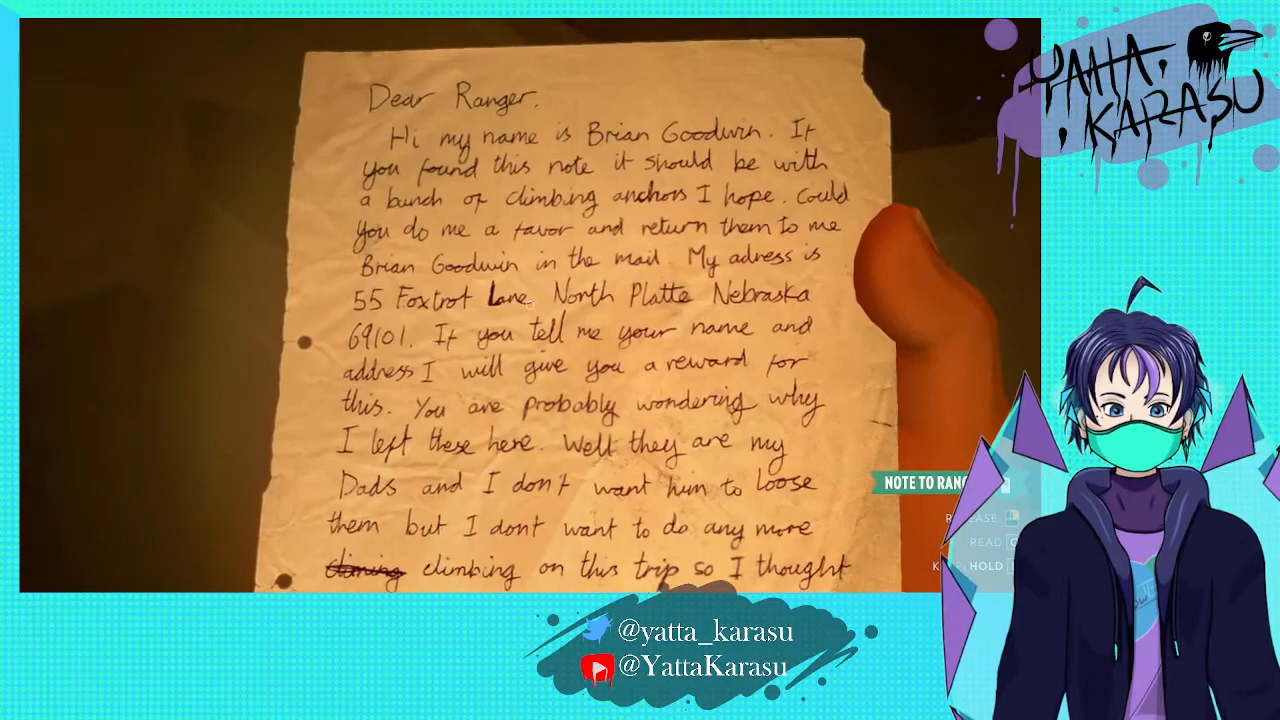 Dear Ranger,
Hi my name is Brian Goodwin. If
you found this note it should be with
a bunch of climbing anchors I hope. Could
you do me a favor and return them to me
Brian Goodwin in the mail. My adress is
55 Foxtrot Lane North Platte Nebraska
69101. If you tell me your name and
address I will give you a reward for
this. You are probably wondering why
I left these here. Well they are my
Dads and I don't want him to loose
them but I dont want to do any more
climing climbing on this trip so I thought
NOTE TO RANG
READ
HOLD
YATTA.
KARASU
@yatta_karasu
@YattaKarasu